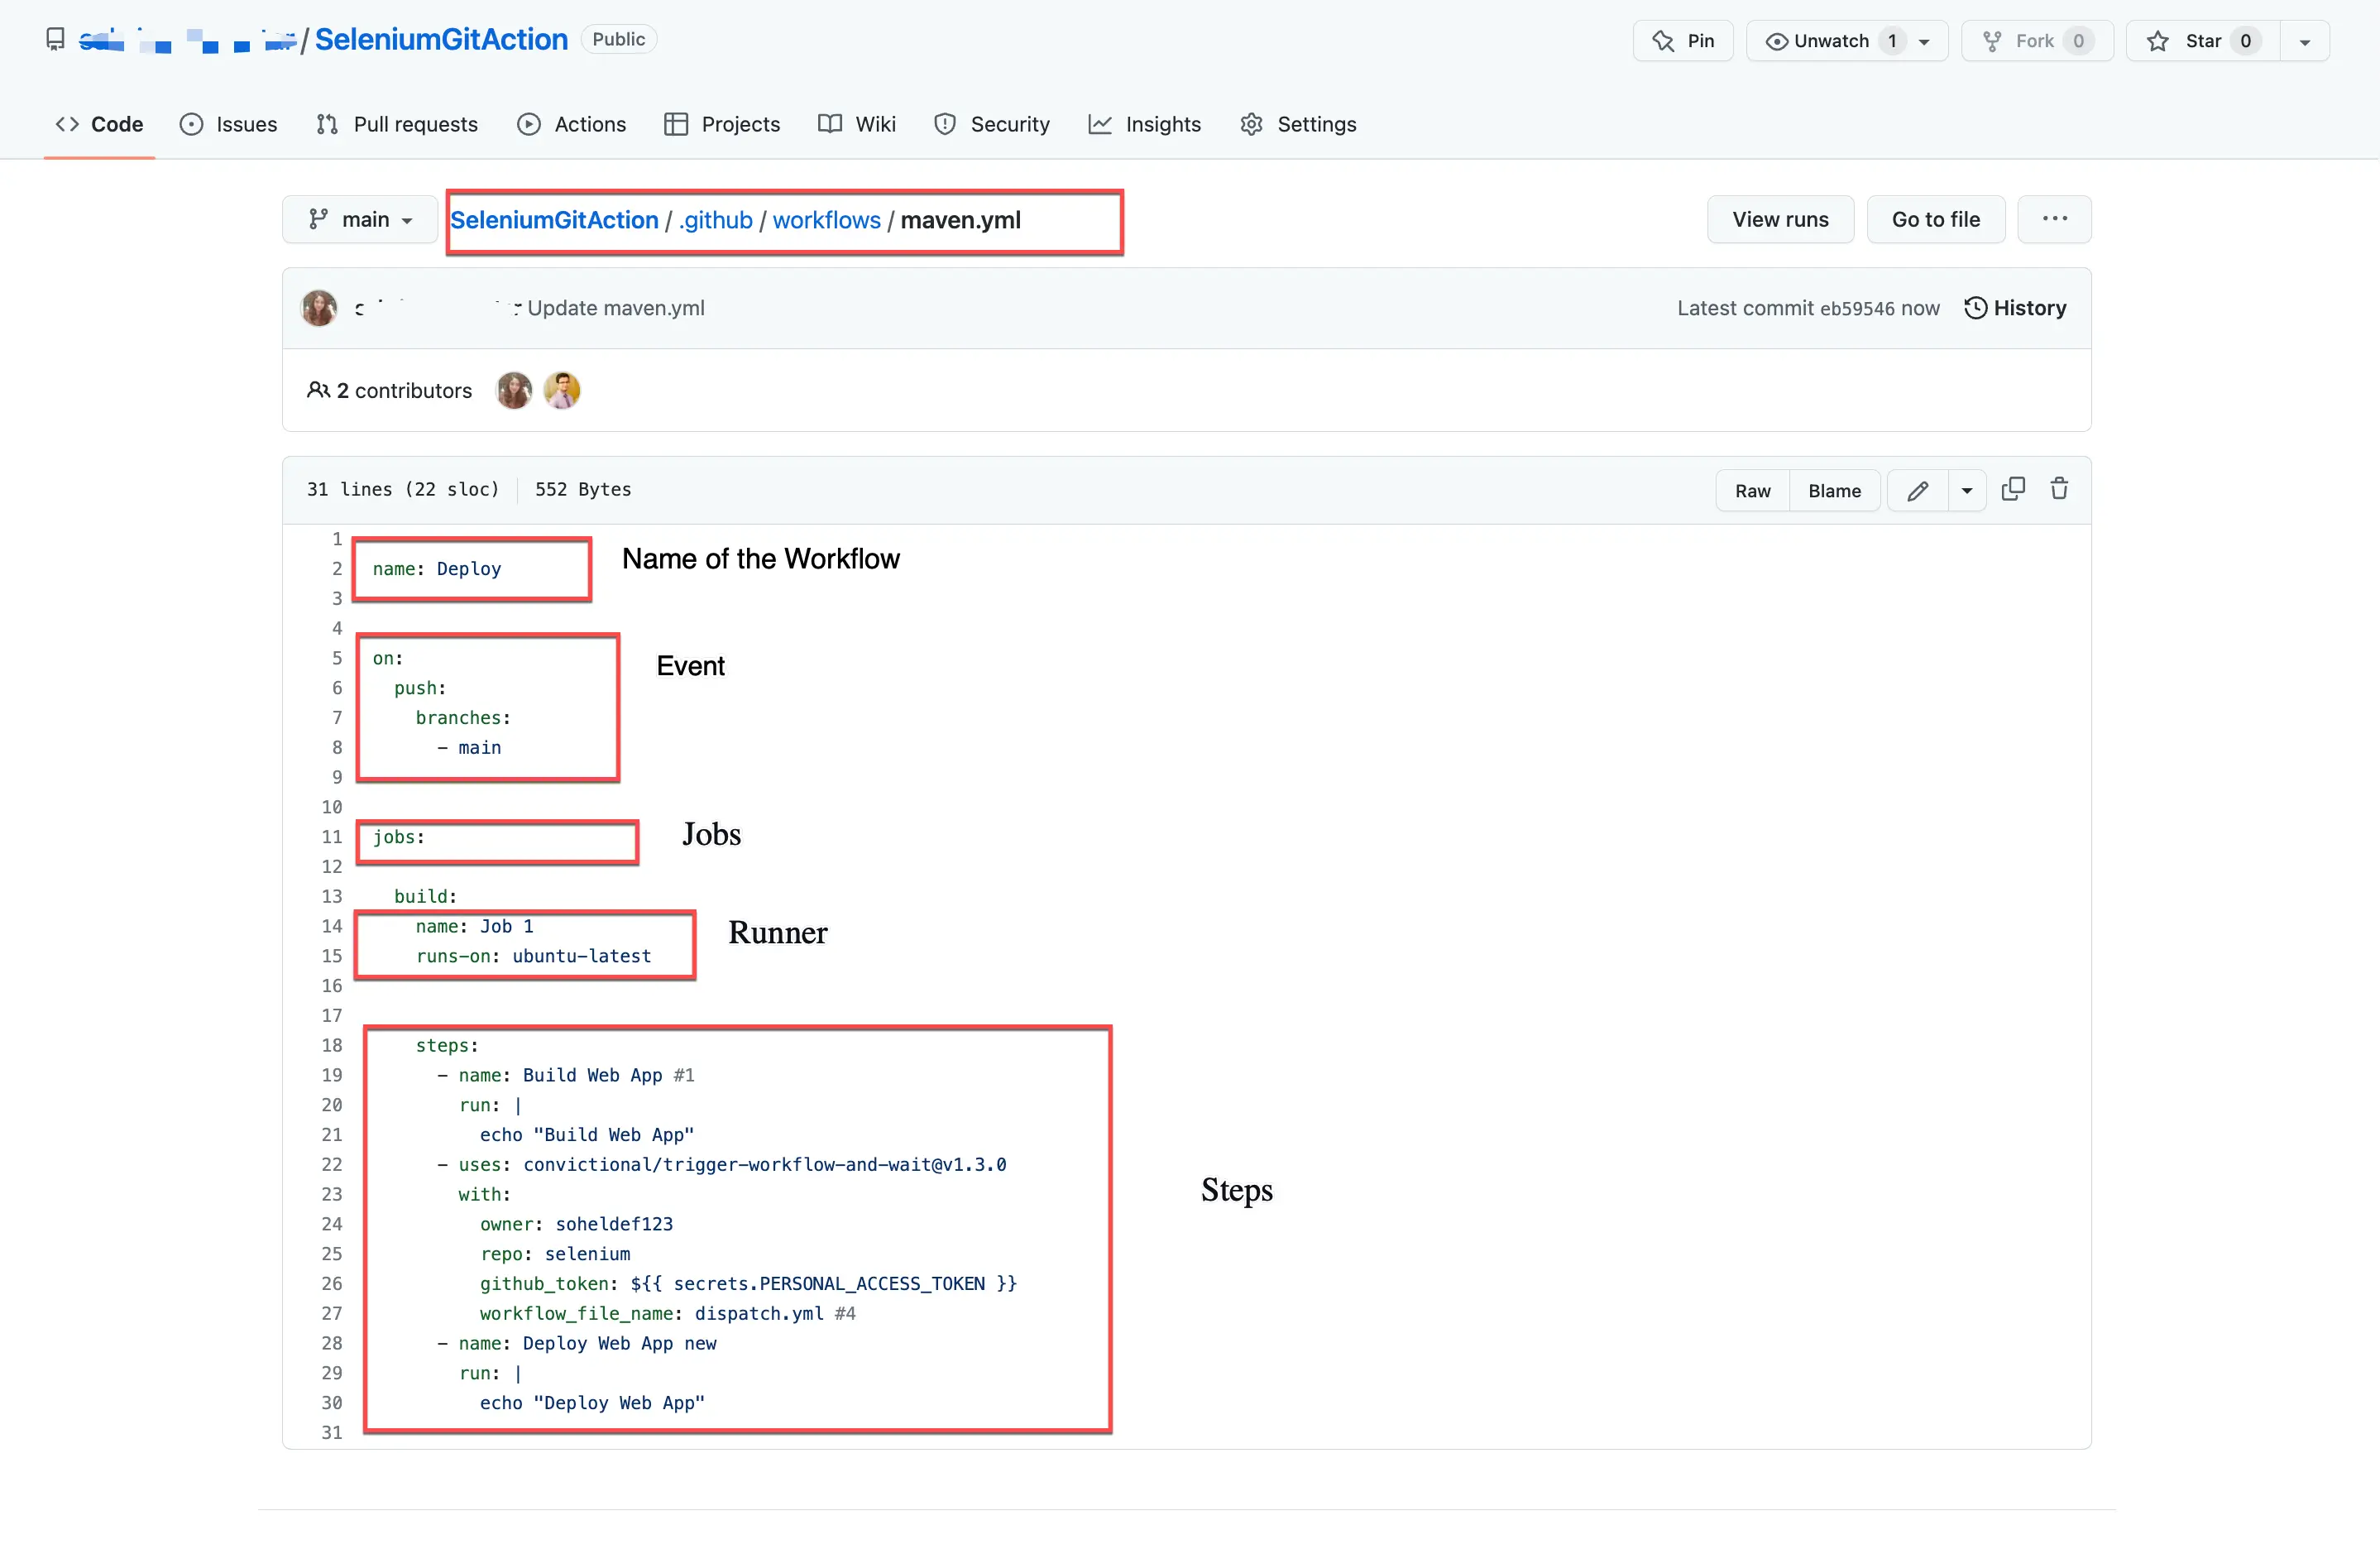 / SeleniumGitAction Public
Pin Unwatch 1 Fork 0 Star 0
Code Issues Pull requests Actions Projects Wiki Security Insights Settings
main SeleniumGitAction / .github / workflows / maven.yml View runs Go to file ...
Update maven.yml Latest commit eb59546 now History
2 contributors
31 lines (22 sloc) 552 Bytes Raw Blame
1
2 name: Deploy Name of the Workflow
3
4
5 on: Event
6 push:
7 branches:
8 - main
9
10
11 jobs: Jobs
12
13 build:
14 name: Job 1 Runner
15 runs-on: ubuntu-latest
16
17
18 steps:
19 - name: Build Web App #1
20 run: |
21 echo "Build Web App"
22 - uses: convictional/trigger-workflow-and-wait@v1.3.0
23 with: Steps
24 owner: soheldef123
25 repo: selenium
26 github_token: ${{ secrets.PERSONAL_ACCESS_TOKEN }}
27 workflow_file_name: dispatch.yml #4
28 - name: Deploy Web App new
29 run: |
30 echo "Deploy Web App"
31